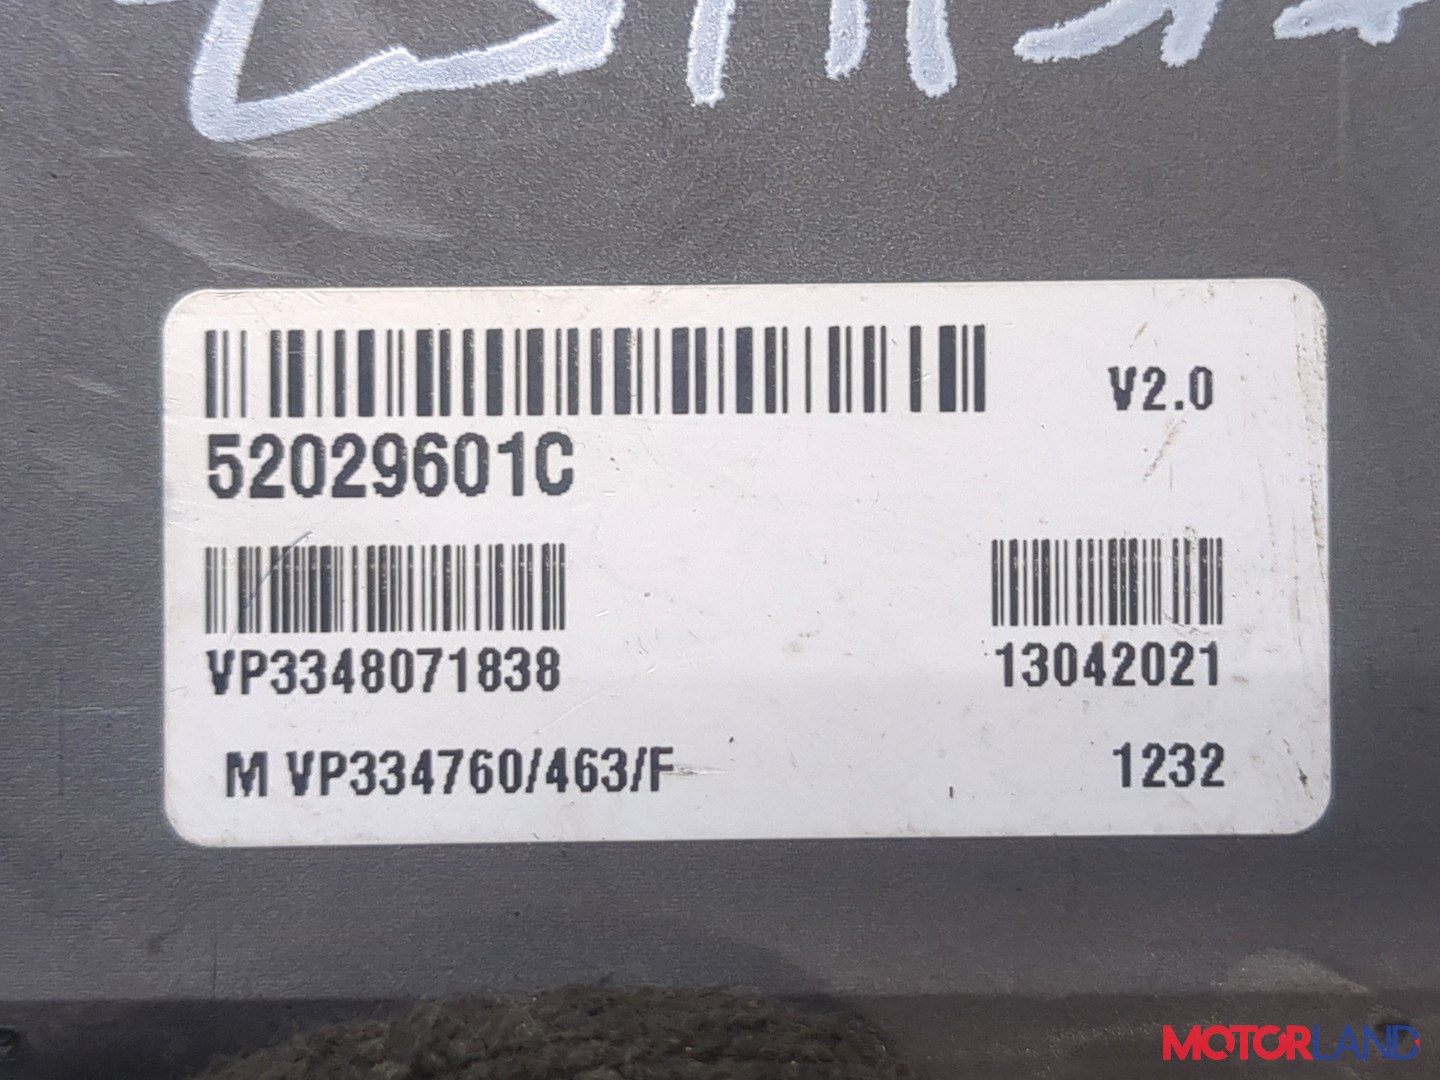 V2.0
52029601C
VP3348071838
13042021
M VP334760/463/F
1232
MOTORLAND